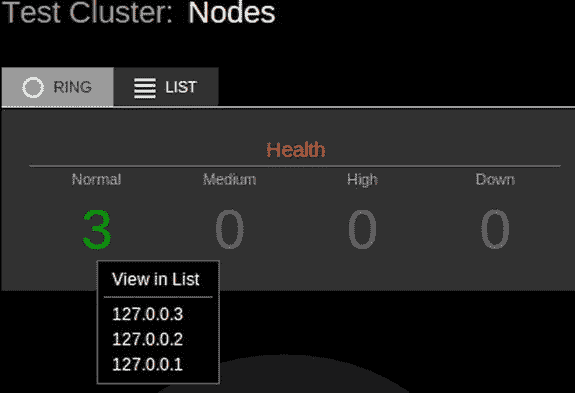 Test Cluster: Nodes
RING LIST
Health
Normal Medium High Down
3 0 0 0
View in List
127.0.0.3
127.0.0.2
127.0.0.1